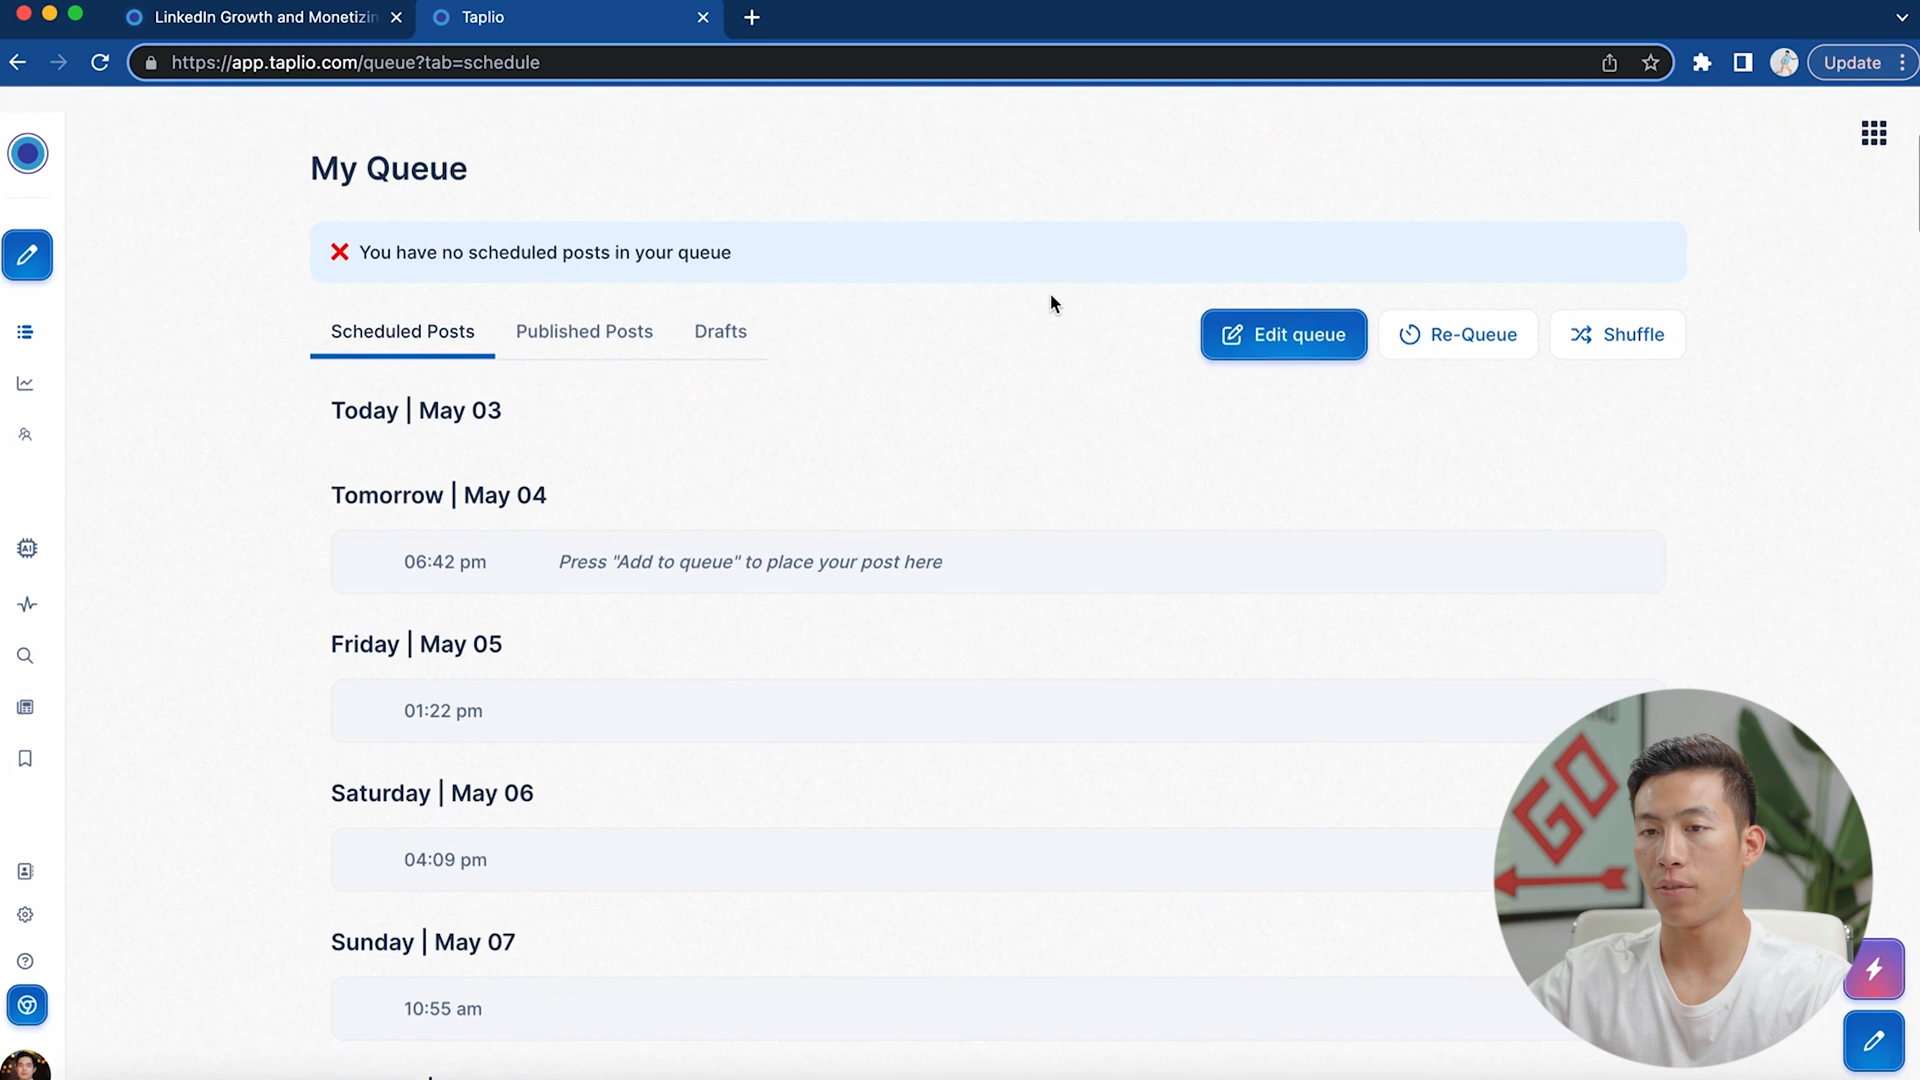 LinkedIn Growth and Monetizin
Taplio
https://app.taplio.com/queue?tab=schedule
Update
My Queue
You have no scheduled posts in your queue
Scheduled Posts
Published Posts
Drafts
Edit queue
Re-Queue
Shuffle
Today | May 03
Tomorrow | May 04
06:42 pm
Press "Add to queue" to place your post here
Friday | May 05
01:22 pm
Saturday | May 06
04:09 pm
Sunday | May 07
10:55 am
AI
GO